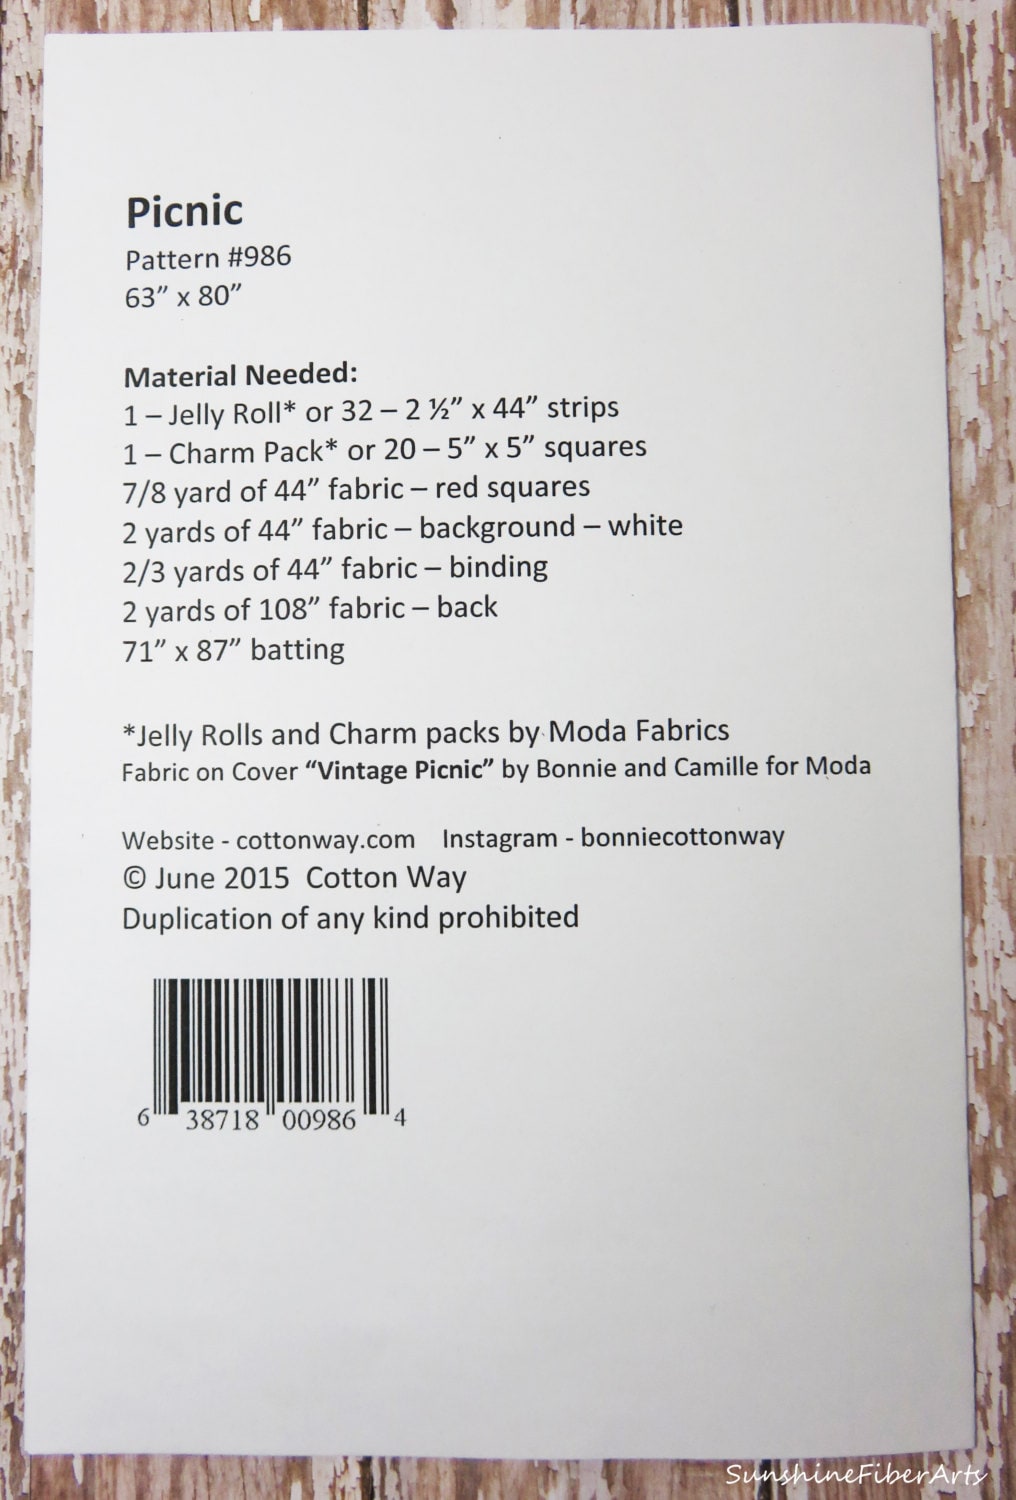 Picnic
Pattern #986
63” x 80”
Material Needed:
1 – Jelly Roll* or 32 – 2 ½” x 44” strips
1 – Charm Pack* or 20 – 5” x 5” squares
7/8 yard of 44” fabric – red squares
2 yards of 44” fabric – background – white
2/3 yards of 44” fabric – binding
2 yards of 108” fabric – back
71” x 87” batting
*Jelly Rolls and Charm packs by Moda Fabrics
Fabric on Cover “Vintage Picnic” by Bonnie and Camille for Moda
Website - cottonway.com Instagram - bonniecottonway
© June 2015 Cotton Way
Duplication of any kind prohibited
6 38718 00986 4
SunshineFiberArts